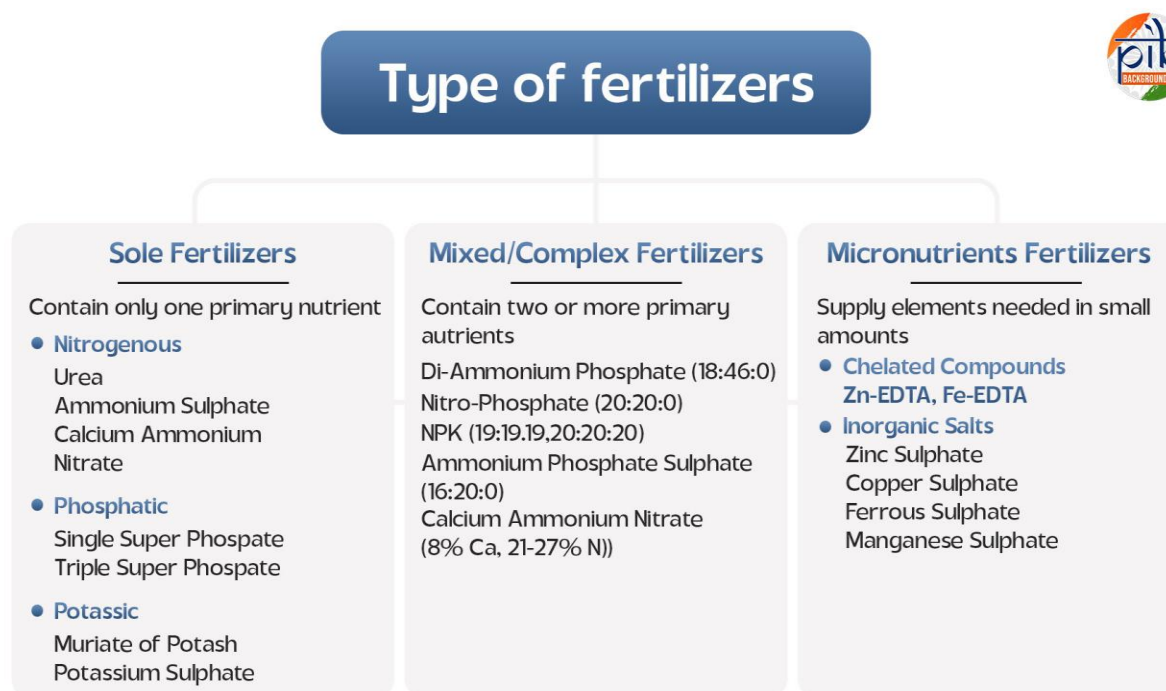 Type of fertilizers
BACKGROUND
Sole Fertilizers
Contain only one primary nutrient
Nitrogenous
Urea
Ammonium Sulphate
Calcium Ammonium
Nitrate
Phosphatic
Single Super Phospate
Triple Super Phospate
Potassic
Muriate of Potash
Potassium Sulphate
Mixed/Complex Fertilizers
Contain two or more primary
autrients
Di-Ammonium Phosphate (18:46:0)
Nitro-Phosphate (20:20:0)
NPK (19:19.19,20:20:20)
Ammonium Phosphate Sulphate
(16:20:0)
Calcium Ammonium Nitrate
(8% Ca, 21-27% N))
Micronutrients Fertilizers
Supply elements needed in small
amounts
Chelated Compounds
Zn-EDTA, Fe-EDTA
Inorganic Salts
Zinc Sulphate
Copper Sulphate
Ferrous Sulphate
Manganese Sulphate